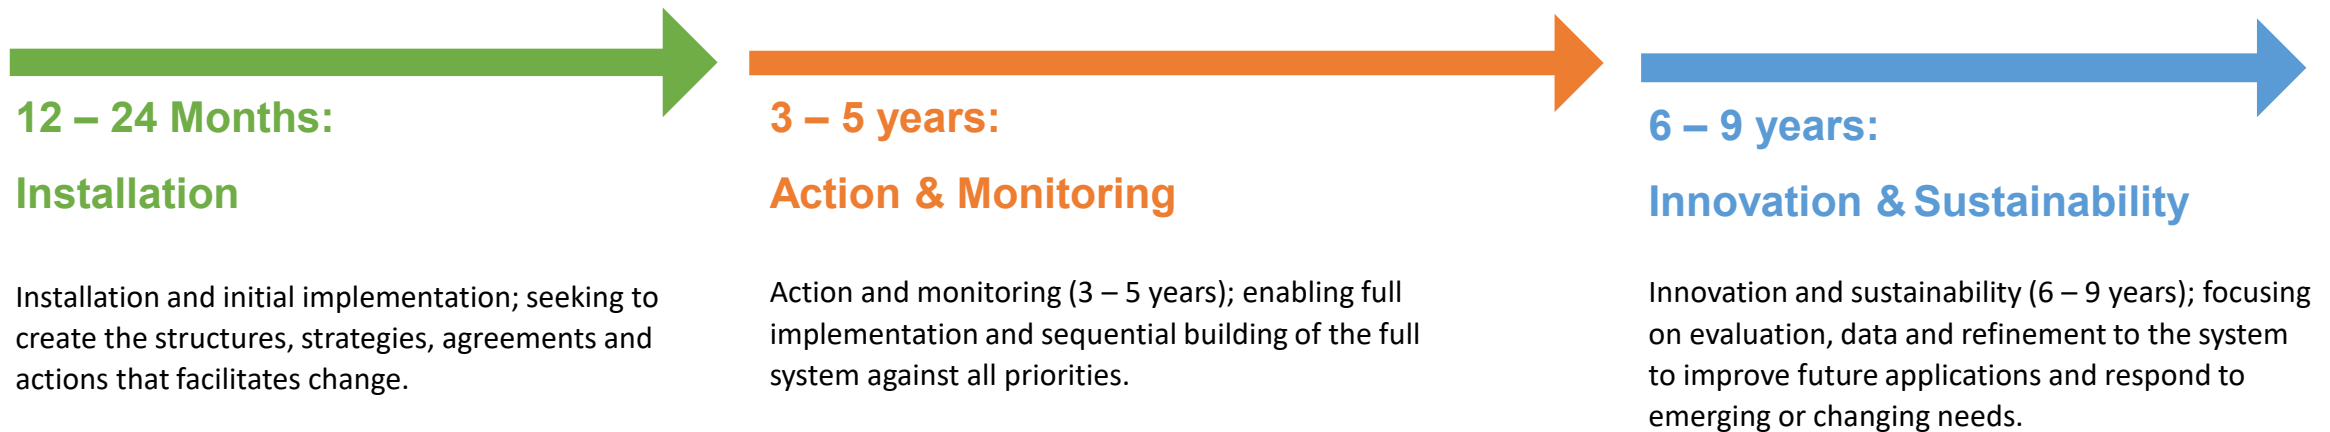 12 – 24 Months:
Installation
Installation and initial implementation; seeking to
create the structures, strategies, agreements and
actions that facilitates change.
3 – 5 years:
Action & Monitoring
Action and monitoring (3 – 5 years); enabling full
implementation and sequential building of the full
system against all priorities.
6 – 9 years:
Innovation & Sustainability
Innovation and sustainability (6 – 9 years); focusing
on evaluation, data and refinement to the system
to improve future applications and respond to
emerging or changing needs.